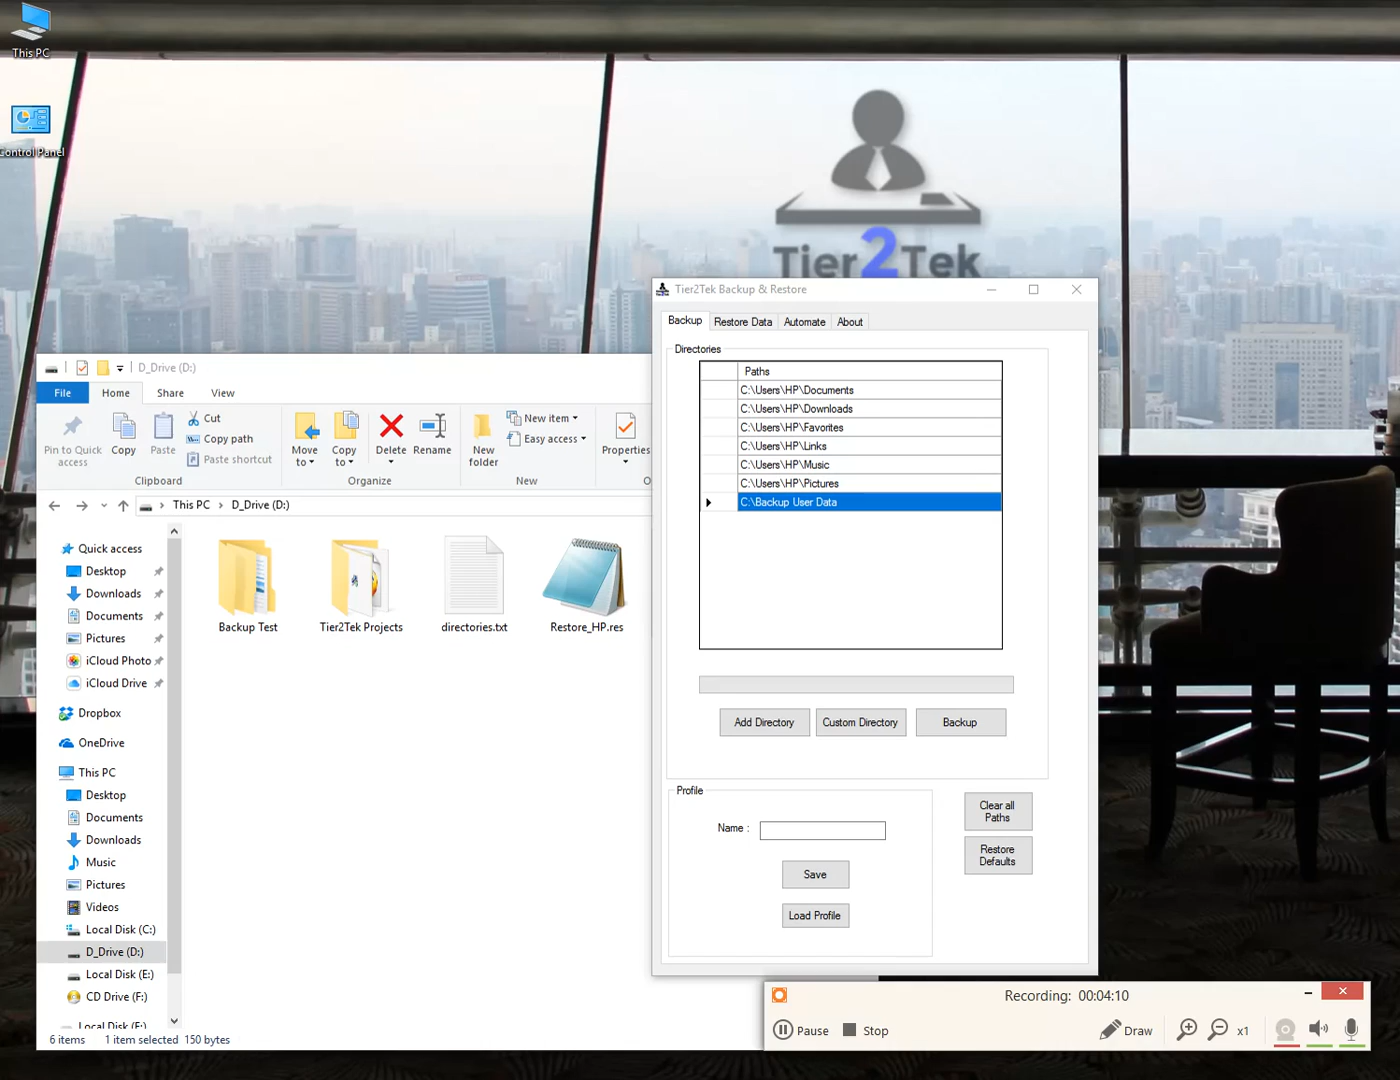 This PC
Control Panel
Tier2Tek
Tier2Tek Backup & Restore
Backup
Restore Data
Automate
About
Directories
Paths
C:\Users\HP\Documents
C:\Users\HP\Downloads
C:\Users\HP\Favorites
C:\Users\HP\Links
C:\Users\HP\Music
C:\Users\HP\Pictures
C:\Backup User Data
Add Directory
Custom Directory
Backup
Profile
Name :
Save
Load Profile
Clear all
Paths
Restore
Defaults
D_Drive (D:)
File
Home
Share
View
Pin to Quick
access
Copy
Paste
Cut
Copy path
Paste shortcut
Clipboard
Move
to
Copy
to
Delete
Rename
Organize
New
folder
New item
Easy access
New
Properties
O
This PC > D_Drive (D:)
Quick access
Desktop
Downloads
Documents
Pictures
iCloud Photo
iCloud Drive
Dropbox
OneDrive
This PC
Desktop
Documents
Downloads
Music
Pictures
Videos
Local Disk (C:)
D_Drive (D:)
Local Disk (E:)
CD Drive (F:)
Local Disk (E:)
Backup Test
Tier2Tek Projects
directories.txt
Restore_HP.res
6 items
1 item selected 150 bytes
Recording: 00:04:10
Pause
Stop
Draw
x1